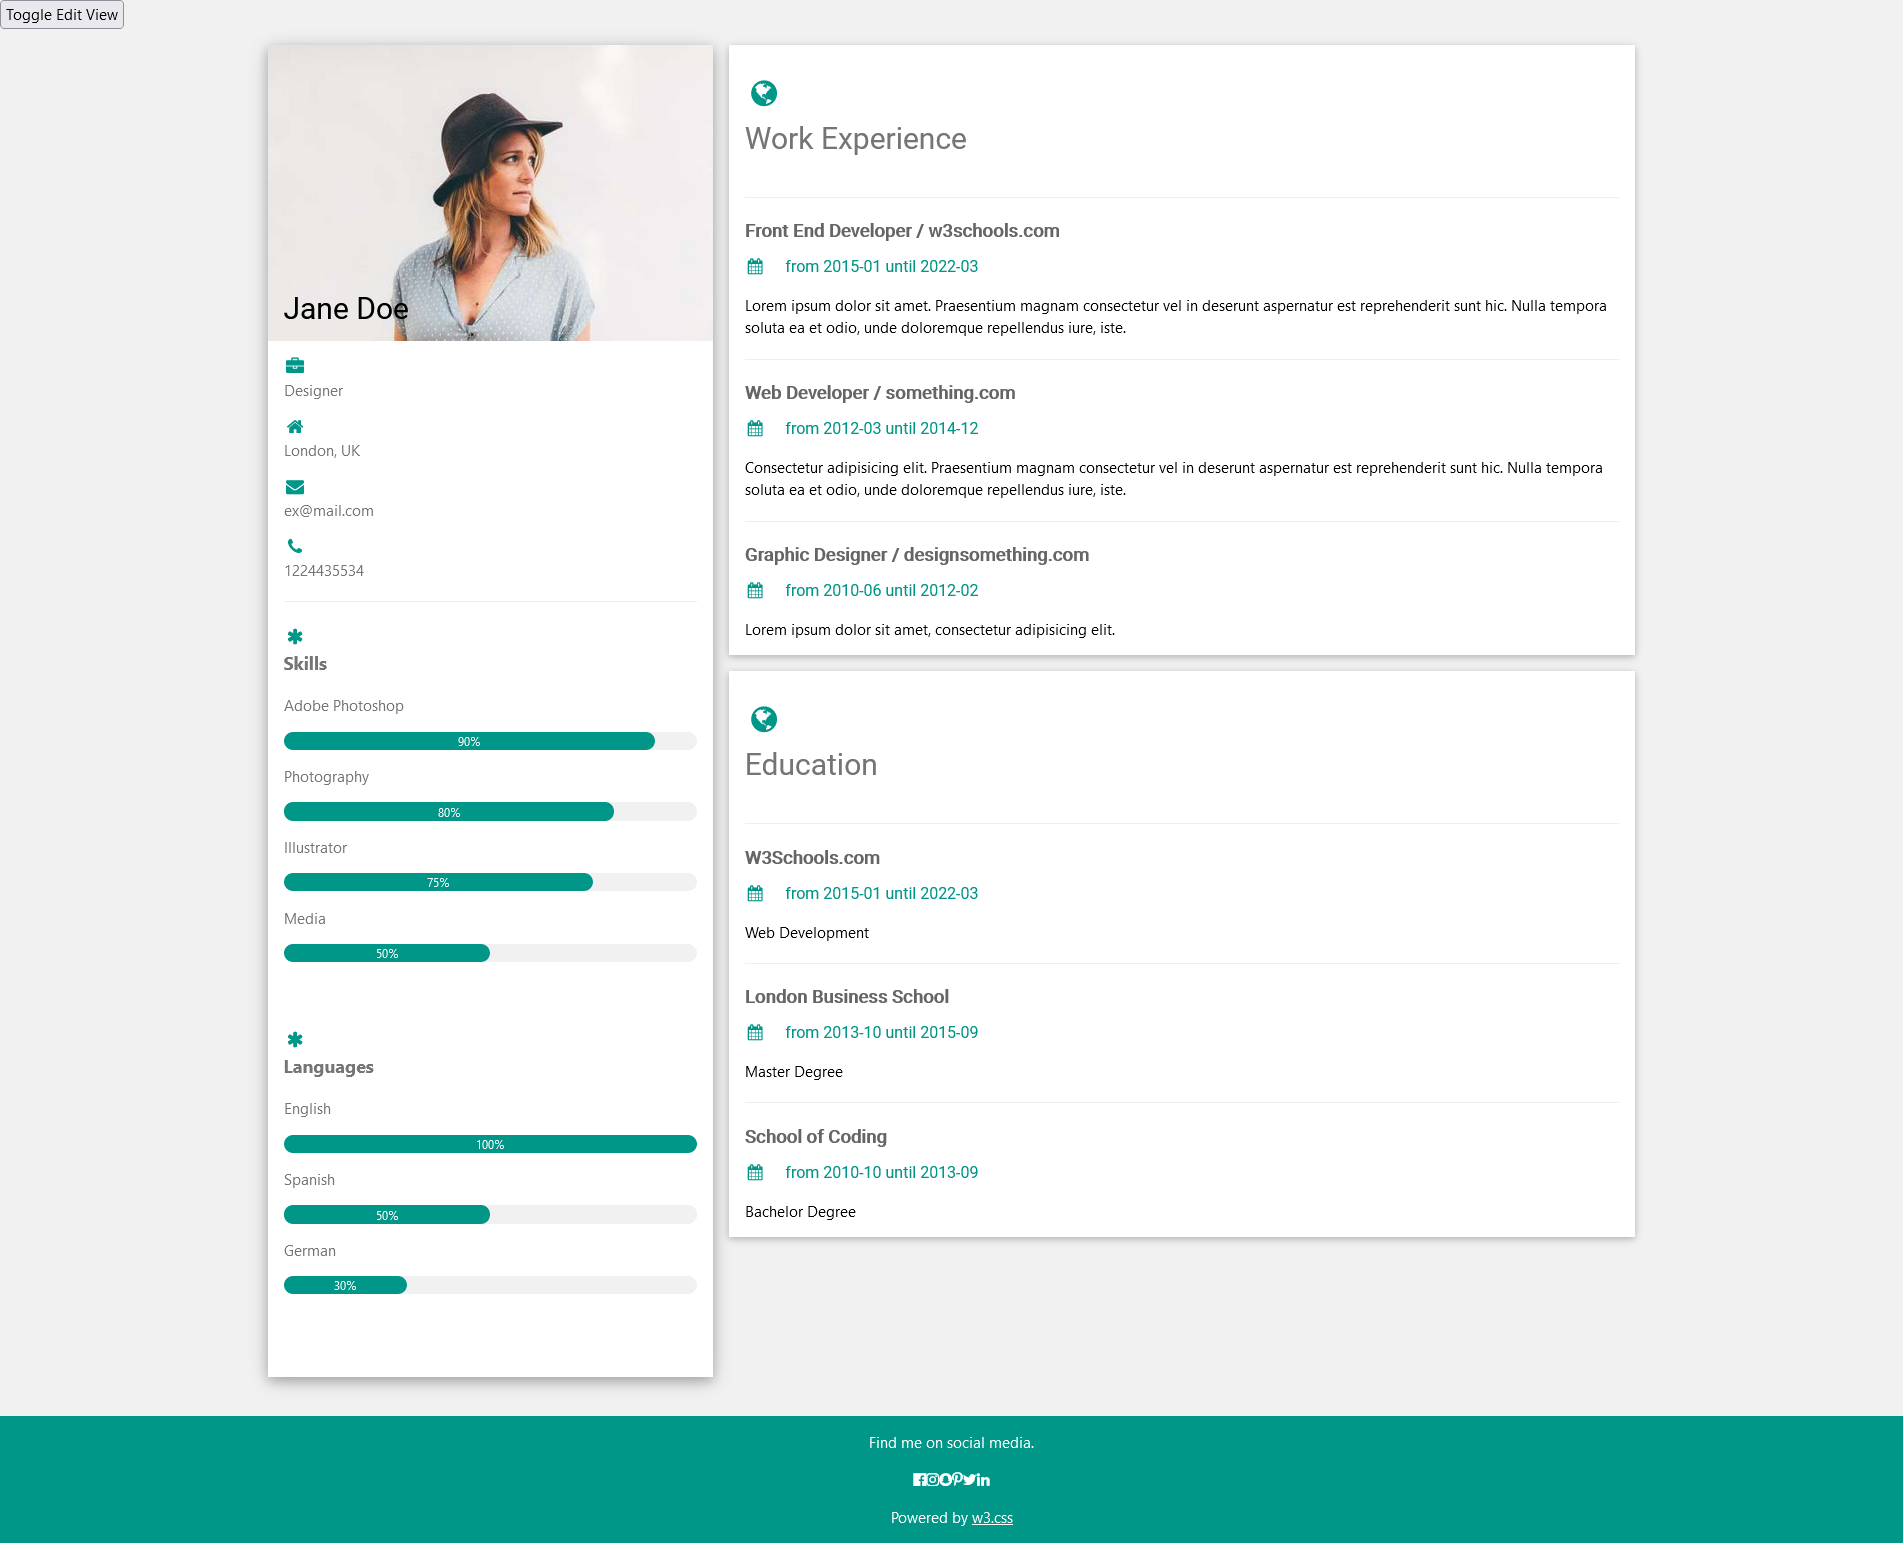 Toggle Edit View
Jane Doe
Designer
London, UK
ex@mail.com
1224435534
Skills
Adobe Photoshop
90%
Photography
80%
Illustrator
75%
Media
50%
Languages
English
100%
Spanish
50%
German
30%
Work Experience
Front End Developer / w3schools.com
from 2015-01 until 2022-03
Lorem ipsum dolor sit amet. Praesentium magnam consectetur vel in deserunt aspernatur est reprehenderit sunt hic. Nulla tempora
soluta ea et odio, unde doloremque repellendus iure, iste.
Web Developer / something.com
from 2012-03 until 2014-12
Consectetur adipisicing elit. Praesentium magnam consectetur vel in deserunt aspernatur est reprehenderit sunt hic. Nulla tempora
soluta ea et odio, unde doloremque repellendus iure, iste.
Graphic Designer / designsomething.com
from 2010-06 until 2012-02
Lorem ipsum dolor sit amet, consectetur adipisicing elit.
Education
W3Schools.com
from 2015-01 until 2022-03
Web Development
London Business School
from 2013-10 until 2015-09
Master Degree
School of Coding
from 2010-10 until 2013-09
Bachelor Degree
Find me on social media.
Powered by w3.css